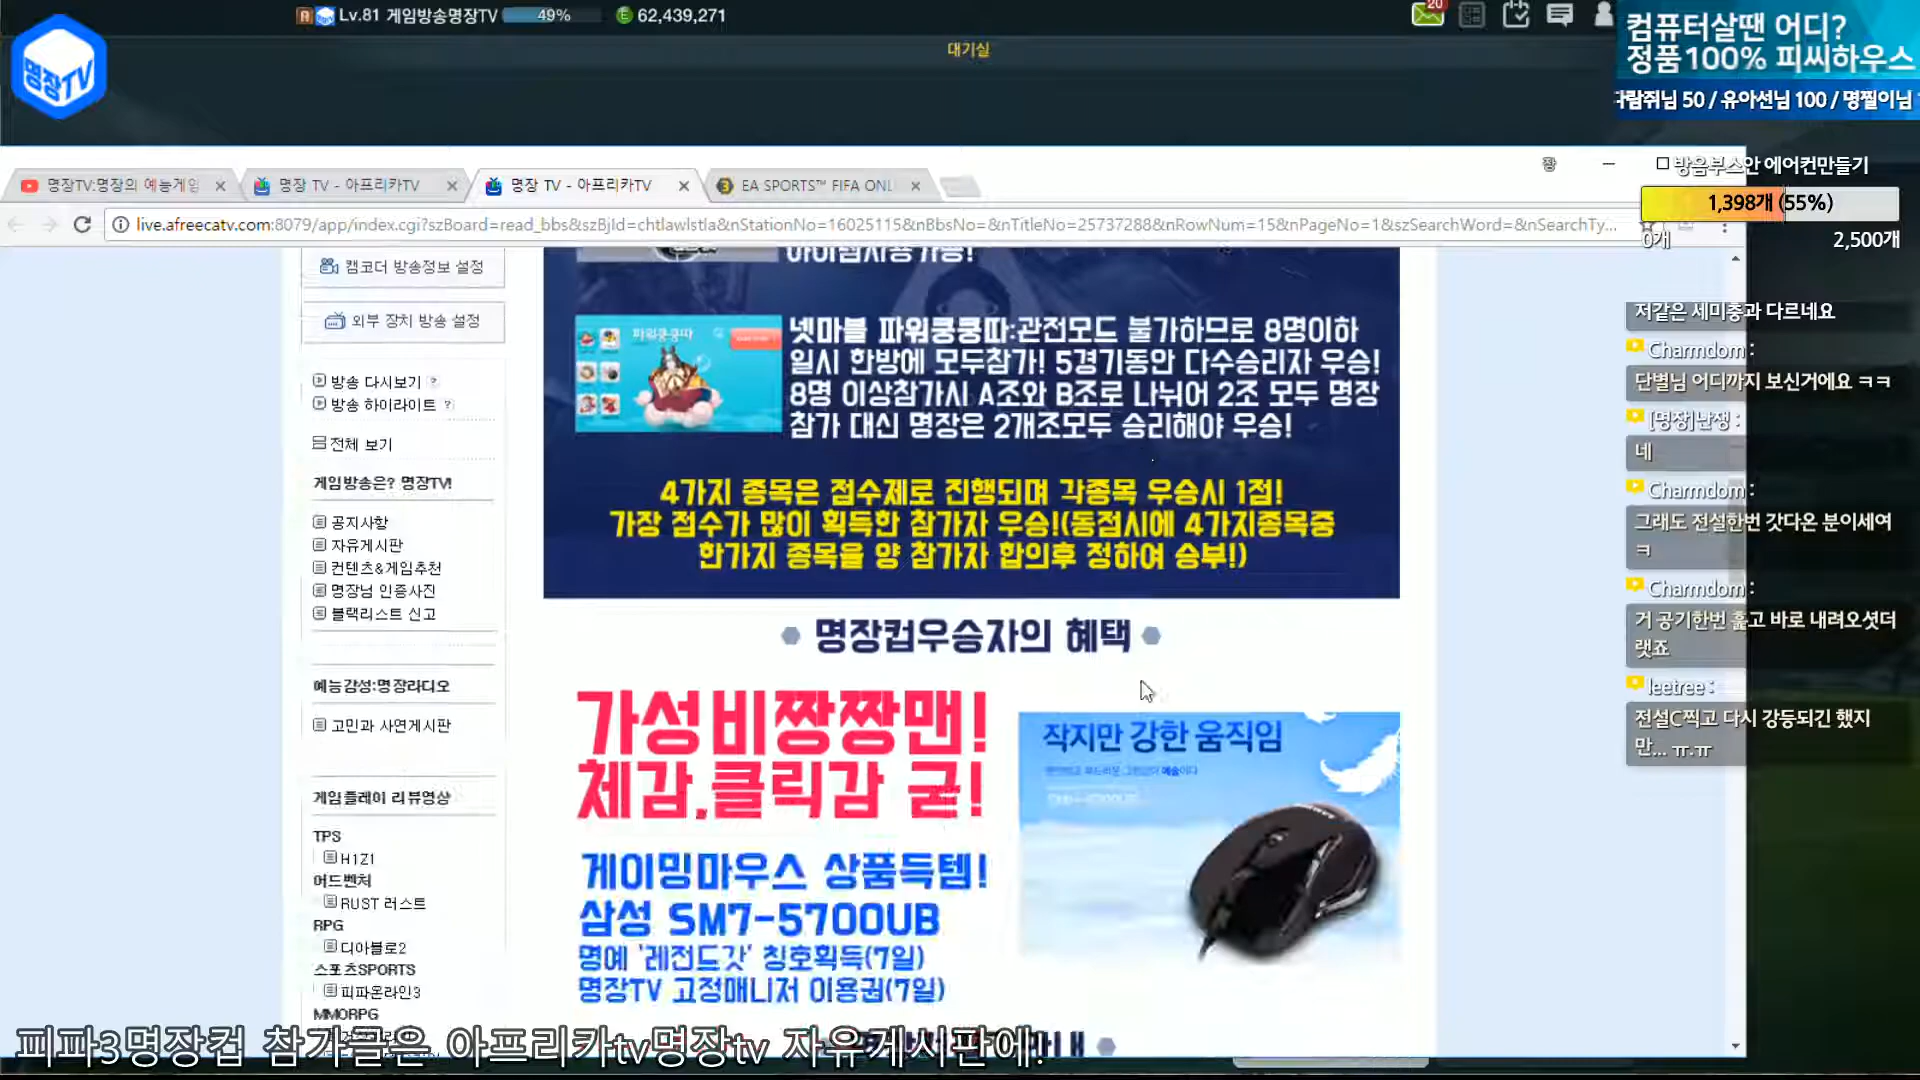 Lv.81 게임방송명장TV 49% 62,439,271
20
대기실
명장TV
컴퓨터살땐 어디?
정품100% 피씨하우스
다람쥐님 50 / 유아선님 100 / 명찔이님
명장TV:명장의 예능게임
명장 TV - 아프리카TV
명장 TV - 아프리카TV
EA SPORTS™ FIFA ONL
방음부스안 에어컨만들기
1,398개 (55%)
0개 2,500개
live.afreecatv.com:8079/app/index.cgi?szBoard=read_bbs&szBjId=chtlawlstla&nStationNo=16025115&nBbsNo=&nTitleNo=25737288&nRowNum=15&nPageNo=1&szSearchWord=&nSearchTy...
캠코더 방송정보 설정
외부 장치 방송 설정
방송 다시보기 ?
방송 하이라이트 ?
전체 보기
게임방송은? 명장TV!
공지사항
자유게시판
컨텐츠&게임추천
명장님 인증사진
블랙리스트 신고
예능감성:명장라디오
고민과 사연게시판
게임플레이 리뷰영상
TPS
H1Z1
어드벤처
RUST 러스트
RPG
디아블로2
스포츠SPORTS
피파온라인3
MMORPG
파워쿵쿵따
넷마블 파워쿵쿵따:관전모드 불가하므로 8명이하
일시 한방에 모두참가! 5경기동안 다수승리자 우승!
8명 이상참가시 A조와 B조로 나뉘어 2조 모두 명장
참가 대신 명장은 2개조모두 승리해야 우승!
4가지 종목은 점수제로 진행되며 각종목 우승시 1점!
가장 점수가 많이 획득한 참가자 우승!(동점시에 4가지종목중
한가지 종목을 양 참가자 합의후 정하여 승부!)
명장컵우승자의 혜택
가성비짱짱맨!
체감,클릭감 굳!
게이밍마우스 상품득템!
삼성 SM7-5700UB
명예 '레전드갓' 칭호획득(7일)
명장TV 고정매니저 이용권(7일)
작지만 강한 움직임
저같은 세미충과 다르네요
Charmdom :
단별님 어디까지 보신거에요 ㅋㅋ
[명장]난쟁 :
네
Charmdom :
그래도 전설한번 갓다온 분이세여
ㅋ
Charmdom :
거 공기한번 훑고 바로 내려오셧더
랫죠
leetree :
전설C찍고 다시 강등되긴 했지
만... ㅠ.ㅠ
피파3명장컵 참가글은 아프리카tv명장tv 자유게시판에!